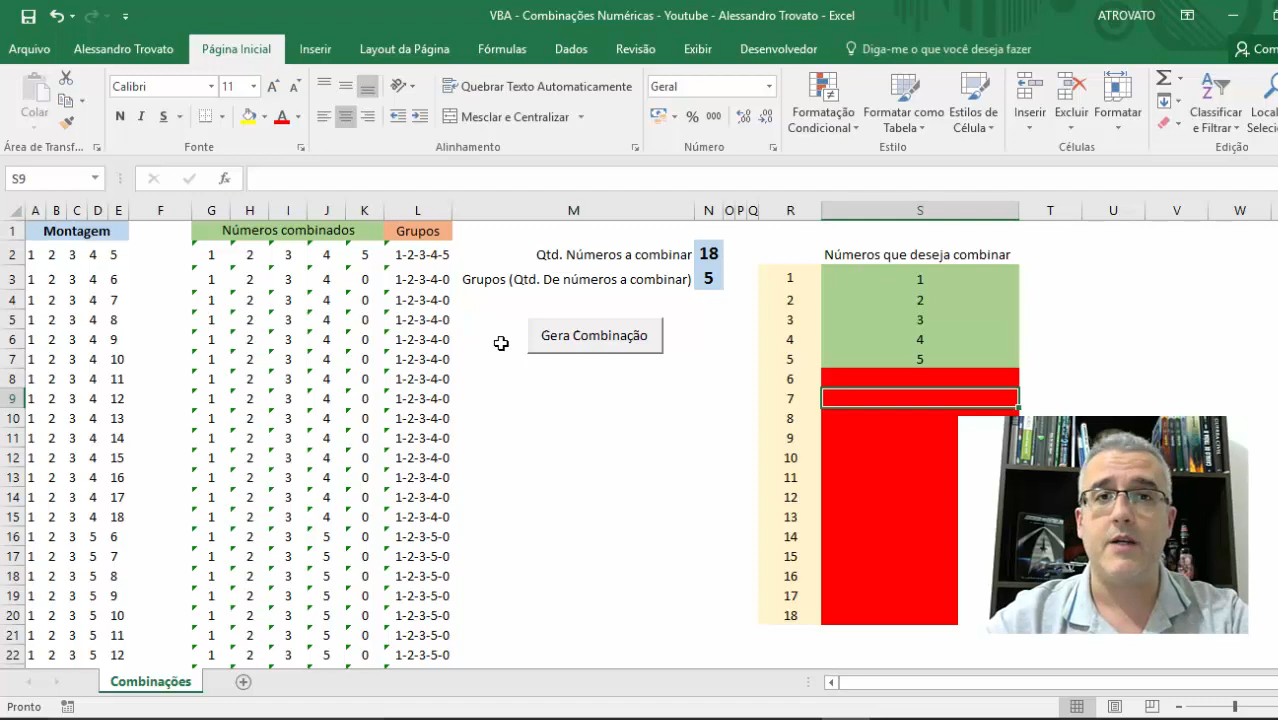 VBA - Combinações Numéricas - Youtube - Alessandro Trovato - Excel ATROVATO
Arquivo Alessandro Trovato Página Inicial Inserir Layout da Página Fórmulas Dados Revisão Exibir Desenvolvedor Diga-me o que você deseja fazer Com
Colar Calibri 11 Quebrar Texto Automaticamente Geral
N I S Mesclar e Centralizar % 000
Formatação Condicional Formatar como Tabela Estilos de Célula Inserir Excluir Formatar Classificar e Filtrar Loca Selec
Área de Transf... Fonte Alinhamento Número Estilo Células Edição
S9 fx
A B C D E F G H I J K L M N O P Q R S T U V W
1 Montagem Números combinados Grupos
2 1 2 3 4 5 1 2 3 4 5 1-2-3-4-5 Qtd. Números a combinar 18 Números que deseja combinar
3 1 2 3 4 6 1 2 3 4 0 1-2-3-4-0 Grupos (Qtd. De números a combinar) 5 1 1
4 1 2 3 4 7 1 2 3 4 0 1-2-3-4-0 2 2
5 1 2 3 4 8 1 2 3 4 0 1-2-3-4-0 3 3
6 1 2 3 4 9 1 2 3 4 0 1-2-3-4-0 Gera Combinação 4 4
7 1 2 3 4 10 1 2 3 4 0 1-2-3-4-0 5 5
8 1 2 3 4 11 1 2 3 4 0 1-2-3-4-0 6
9 1 2 3 4 12 1 2 3 4 0 1-2-3-4-0 7
10 1 2 3 4 13 1 2 3 4 0 1-2-3-4-0 8
11 1 2 3 4 14 1 2 3 4 0 1-2-3-4-0 9
12 1 2 3 4 15 1 2 3 4 0 1-2-3-4-0 10
13 1 2 3 4 16 1 2 3 4 0 1-2-3-4-0 11
14 1 2 3 4 17 1 2 3 4 0 1-2-3-4-0 12
15 1 2 3 4 18 1 2 3 4 0 1-2-3-4-0 13
16 1 2 3 5 6 1 2 3 5 0 1-2-3-5-0 14
17 1 2 3 5 7 1 2 3 5 0 1-2-3-5-0 15
18 1 2 3 5 8 1 2 3 5 0 1-2-3-5-0 16
19 1 2 3 5 9 1 2 3 5 0 1-2-3-5-0 17
20 1 2 3 5 10 1 2 3 5 0 1-2-3-5-0 18
21 1 2 3 5 11 1 2 3 5 0 1-2-3-5-0
22 1 2 3 5 12 1 2 3 5 0 1-2-3-5-0
Combinações
Pronto